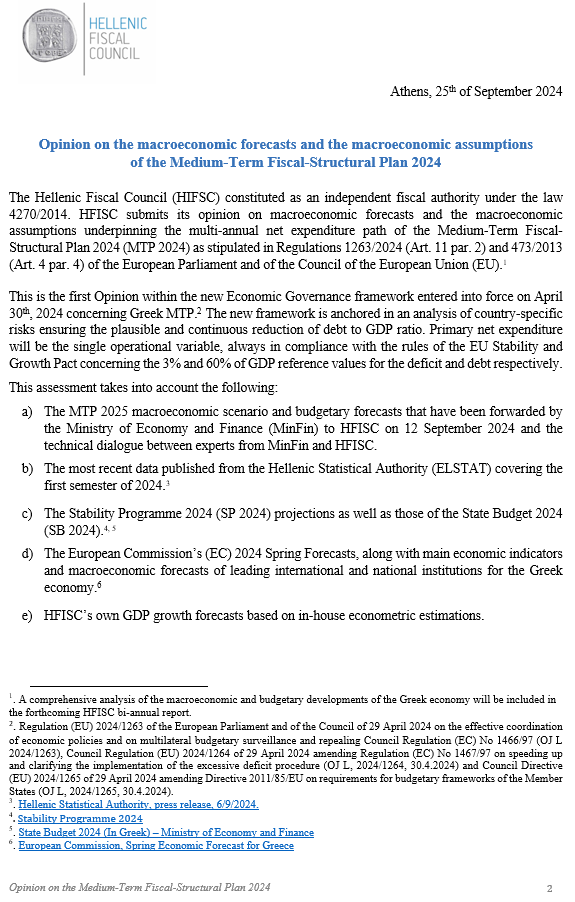 HELLENIC
FISCAL
COUNCIL
Athens, 25th of September 2024
Opinion on the macroeconomic forecasts and the macroeconomic assumptions
of the Medium-Term Fiscal-Structural Plan 2024
The Hellenic Fiscal Council (HIFSC) constituted as an independent fiscal authority under the law
4270/2014. HFISC submits its opinion on macroeconomic forecasts and the macroeconomic
assumptions underpinning the multi-annual net expenditure path of the Medium-Term Fiscal-
Structural Plan 2024 (MTP 2024) as stipulated in Regulations 1263/2024 (Art. 11 par. 2) and 473/2013
(Art. 4 par. 4) of the European Parliament and of the Council of the European Union (EU).1
This is the first Opinion within the new Economic Governance framework entered into force on April
30th, 2024 concerning Greek MTP.2 The new framework is anchored in an analysis of country-specific
risks ensuring the plausible and continuous reduction of debt to GDP ratio. Primary net expenditure
will be the single operational variable, always in compliance with the rules of the EU Stability and
Growth Pact concerning the 3% and 60% of GDP reference values for the deficit and debt respectively.
This assessment takes into account the following:
a) The MTP 2025 macroeconomic scenario and budgetary forecasts that have been forwarded by
the Ministry of Economy and Finance (MinFin) to HFISC on 12 September 2024 and the
technical dialogue between experts from MinFin and HFISC.
b) The most recent data published from the Hellenic Statistical Authority (ELSTAT) covering the
first semester of 2024.3
c) The Stability Programme 2024 (SP 2024) projections as well as those of the State Budget 2024
(SB 2024).4, 5
d) The European Commission's (EC) 2024 Spring Forecasts, along with main economic indicators
and macroeconomic forecasts of leading international and national institutions for the Greek
economy.6
e) HFISC's own GDP growth forecasts based on in-house econometric estimations.
1. A comprehensive analysis of the macroeconomic and budgetary developments of the Greek economy will be included in
the forthcoming HFISC bi-annual report.
2. Regulation (EU) 2024/1263 of the European Parliament and of the Council of 29 April 2024 on the effective coordination
of economic policies and on multilateral budgetary surveillance and repealing Council Regulation (EC) No 1466/97 (OJ L
2024/1263), Council Regulation (EU) 2024/1264 of 29 April 2024 amending Regulation (EC) No 1467/97 on speeding up
and clarifying the implementation of the excessive deficit procedure (OJ L, 2024/1264, 30.4.2024) and Council Directive
(EU) 2024/1265 of 29 April 2024 amending Directive 2011/85/EU on requirements for budgetary frameworks of the Member
States (OJ L, 2024/1265, 30.4.2024).
3. Hellenic Statistical Authority, press release, 6/9/2024.
4. Stability Programme 2024
5. State Budget 2024 (In Greek) – Ministry of Economy and Finance
6. European Commission, Spring Economic Forecast for Greece
Opinion on the Medium-Term Fiscal-Structural Plan 2024
2